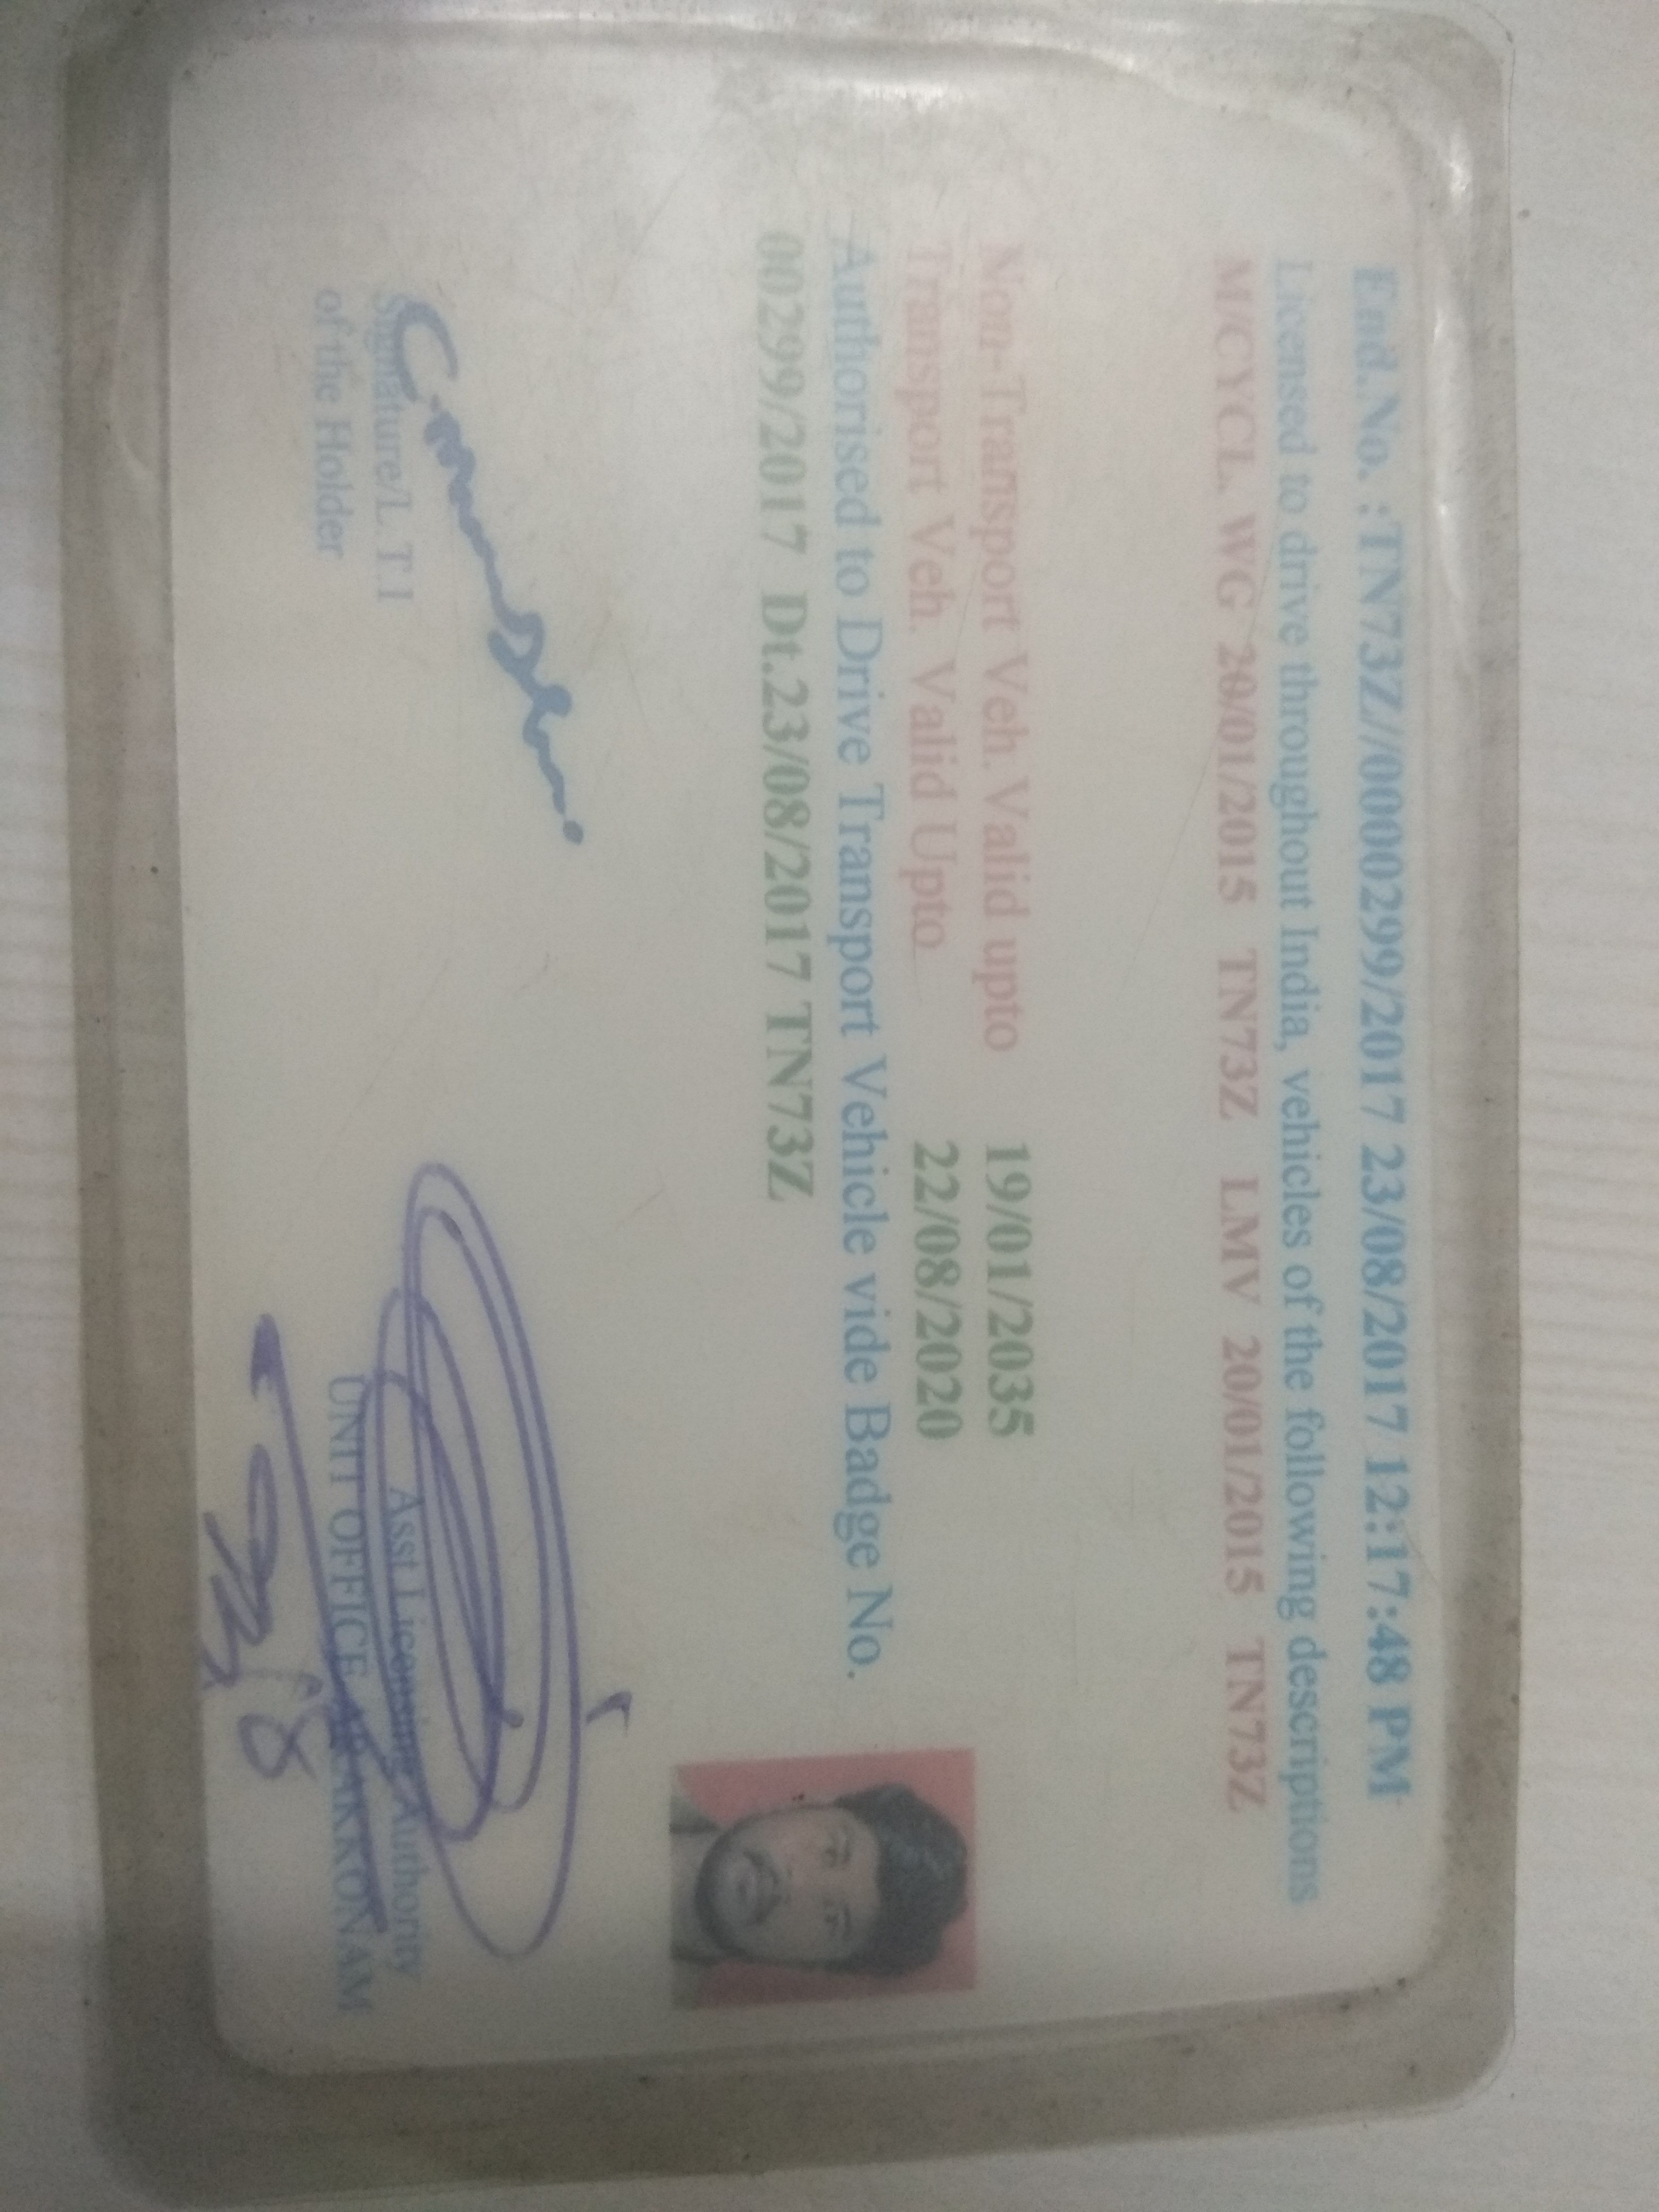 End.No. :TN73Z//0000299/2017 23/08/2017 12:17:48 PM
Licensed to drive throughout India, vehicles of the following descriptions
M/CYCL. WG 20/01/2015 TN73Z LMV 20/01/2015 TN73Z
Non-Transport Veh. Valid upto 19/01/2035
Transport Veh. Valid Upto 22/08/2020
Authorised to Drive Transport Vehicle vide Badge No.
00299/2017 Dt.23/08/2017 TN73Z
Signature/L.T.I
of the Holder
Asst Licensing Authority
UNIT OFFICE ARAKKONAM